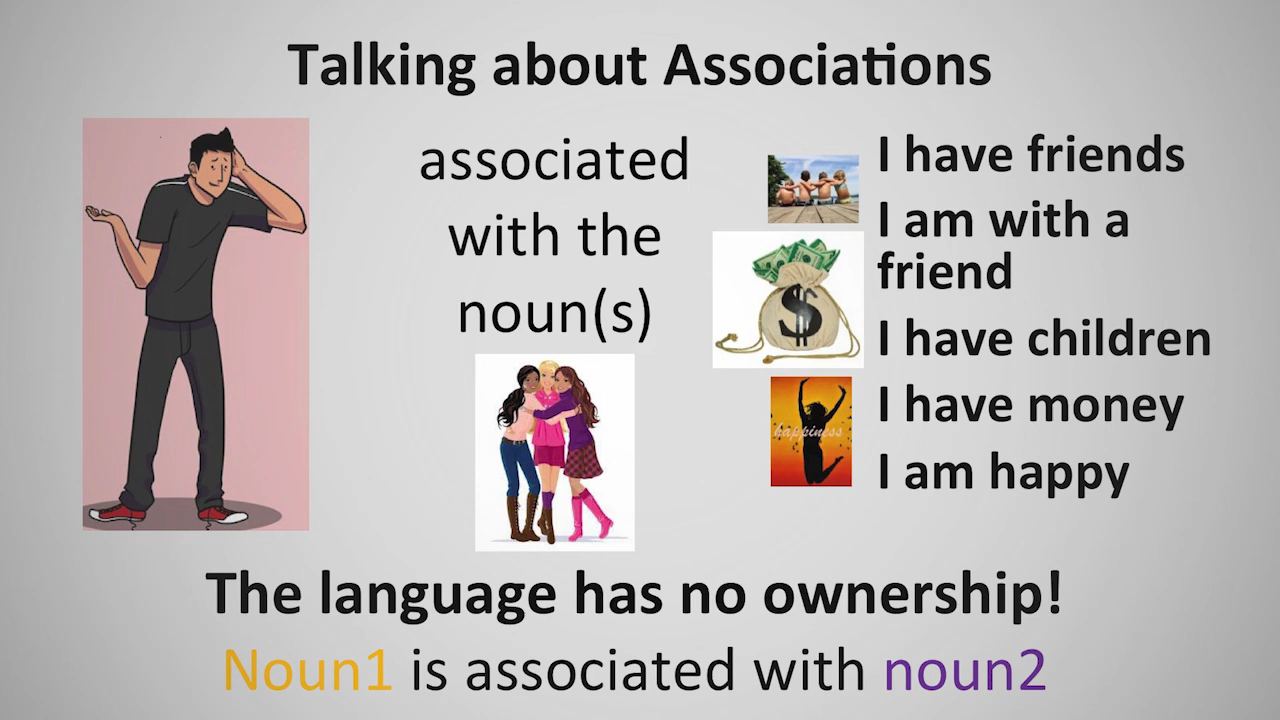 Talking about Associations
associated
with the
noun(s)
I have friends
I am with a
friend
I have children
I have money
I am happy
$
happiness
The language has no ownership!
Noun1 is associated with noun2